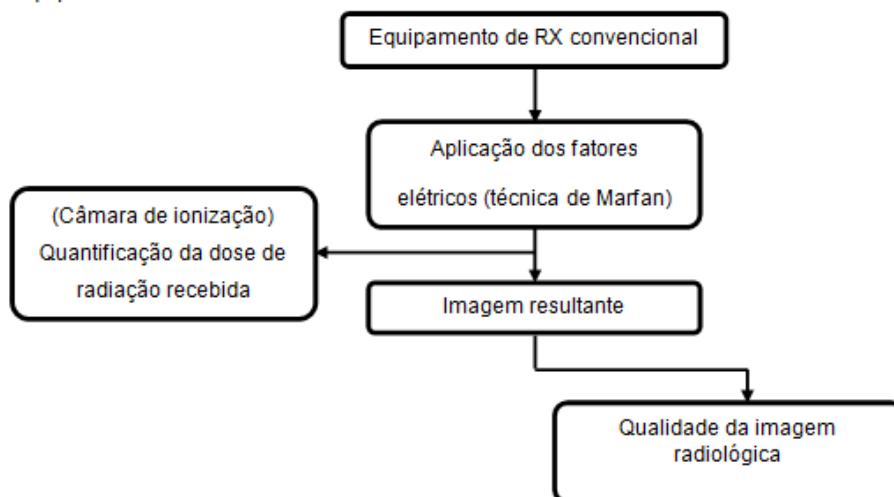 Equipamento de RX convencional
Aplicação dos fatores
elétricos (técnica de Marfan)
(Câmara de ionização)
Quantificação da dose de
radiação recebida
Imagem resultante
Qualidade da imagem
radiológica